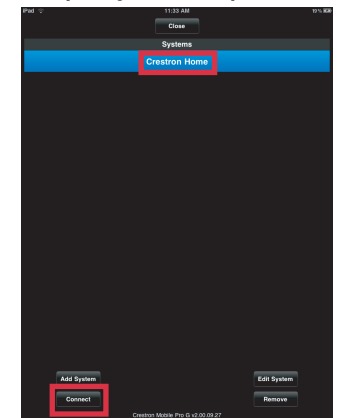 iPad 11:33 AM 19%
Close
Systems
Crestron Home
Add System Edit System
Connect Remove
Crestron Mobile Pro G v2.00.09.27